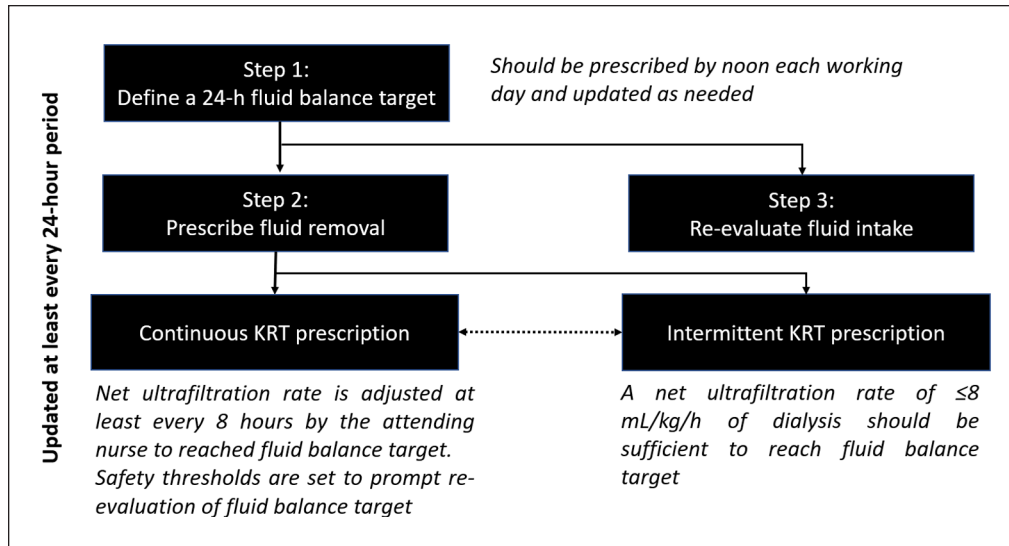 Step 1:
Define a 24-h fluid balance target
Should be prescribed by noon each working
day and updated as needed
Updated at least every 24-hour period
Step 2:
Prescribe fluid removal
Step 3:
Re-evaluate fluid intake
Continuous KRT prescription
Intermittent KRT prescription
Net ultrafiltration rate is adjusted at
least every 8 hours by the attending
nurse to reached fluid balance target.
Safety thresholds are set to prompt re-
evaluation of fluid balance target
A net ultrafiltration rate of ≤8
mL/kg/h of dialysis should be
sufficient to reach fluid balance
target